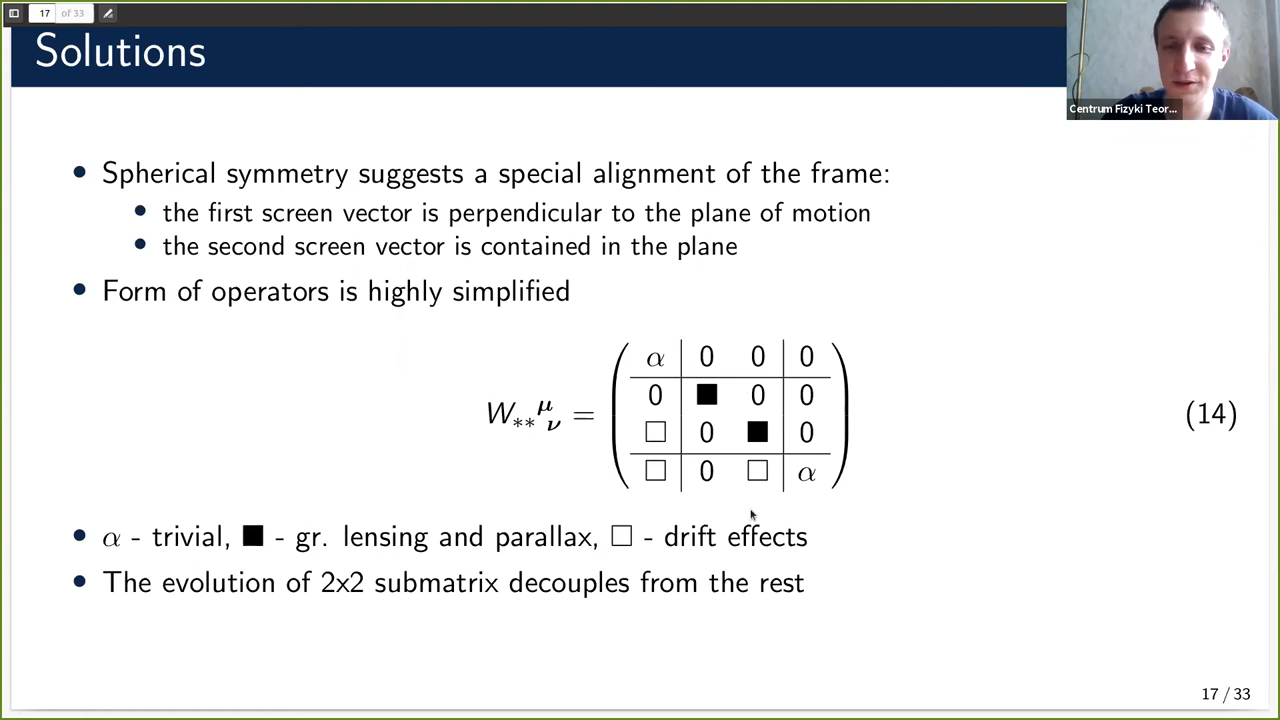 17 of 33
Solutions
Centrum Fizyki Teor...
• Spherical symmetry suggests a special alignment of the frame:
• the first screen vector is perpendicular to the plane of motion
• the second screen vector is contained in the plane
• Form of operators is highly simplified
W**^μ_ν = (14)
α 0 0 0
0 ■ 0 0
□ 0 ■ 0
□ 0 □ α
• α - trivial, ■ - gr. lensing and parallax, □ - drift effects
• The evolution of 2x2 submatrix decouples from the rest
17 / 33